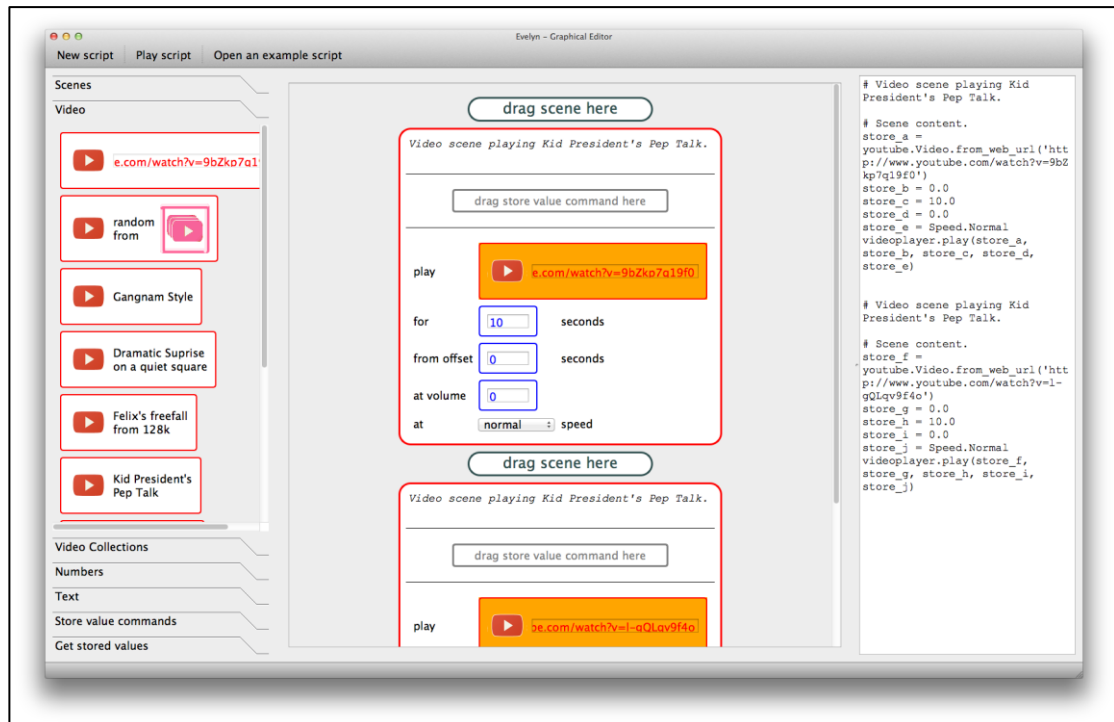 Evelyn - Graphical Editor
New script
Play script
Open an example script
Scenes
Video
e.com/watch?v=9bZkp7q1
random
from
Gangnam Style
Dramatic Suprise
on a quiet square
Felix's freefall
from 128k
Kid President's
Pep Talk
Video Collections
Numbers
Text
Store value commands
Get stored values
drag scene here
Video scene playing Kid President's Pep Talk.
drag store value command here
play
e.com/watch?v=9bZkp7q19f0
for 10 seconds
from offset 0 seconds
at volume 0
at normal speed
drag scene here
Video scene playing Kid President's Pep Talk.
drag store value command here
play
be.com/watch?v=l-gQLqv9f4o
# Video scene playing Kid
President's Pep Talk.
# Scene content.
store_a =
youtube.Video.from_web_url('htt
p://www.youtube.com/watch?v=9bZ
kp7q19f0')
store_b = 0.0
store_c = 10.0
store_d = 0.0
store_e = Speed.Normal
videoplayer.play(store_a,
store_b, store_c, store_d,
store_e)
# Video scene playing Kid
President's Pep Talk.
# Scene content.
store_f =
youtube.Video.from_web_url('htt
p://www.youtube.com/watch?v=l-
gQLqv9f4o')
store_g = 0.0
store_h = 10.0
store_i = 0.0
store_j = Speed.Normal
videoplayer.play(store_f,
store_g, store_h, store_i,
store_j)